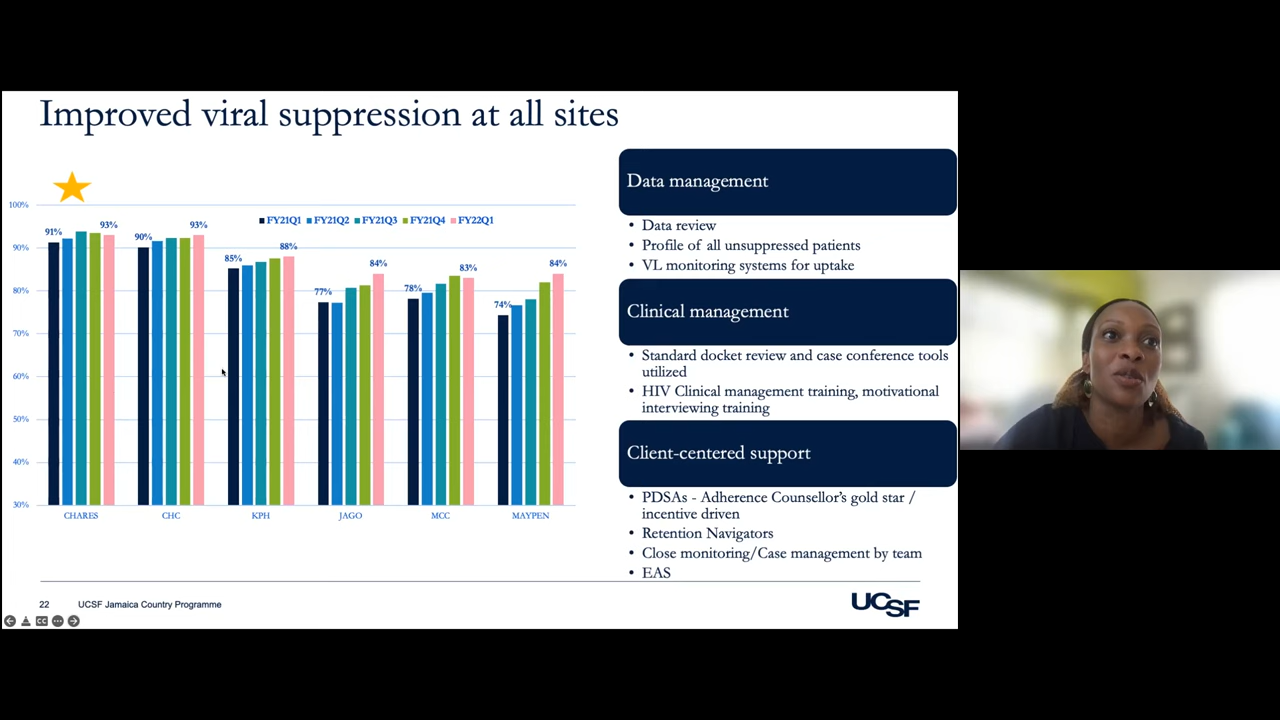 Improved viral suppression at all sites
100%
90%
80%
70%
60%
50%
40%
30%
FY21Q1 FY21Q2 FY21Q3 FY21Q4 FY22Q1
91% 93%
90% 93%
85% 88%
77% 84%
78% 83%
74% 84%
CHARES CHC KPH JAGO MCC MAYPEN
Data management
• Data review
• Profile of all unsuppressed patients
• VL monitoring systems for uptake
Clinical management
• Standard docket review and case conference tools
utilized
• HIV Clinical management training, motivational
interviewing training
Client-centered support
• PDSAs - Adherence Counsellor's gold star /
incentive driven
• Retention Navigators
• Close monitoring/Case management by team
• EAS
22 UCSF Jamaica Country Programme
UCSF
CC